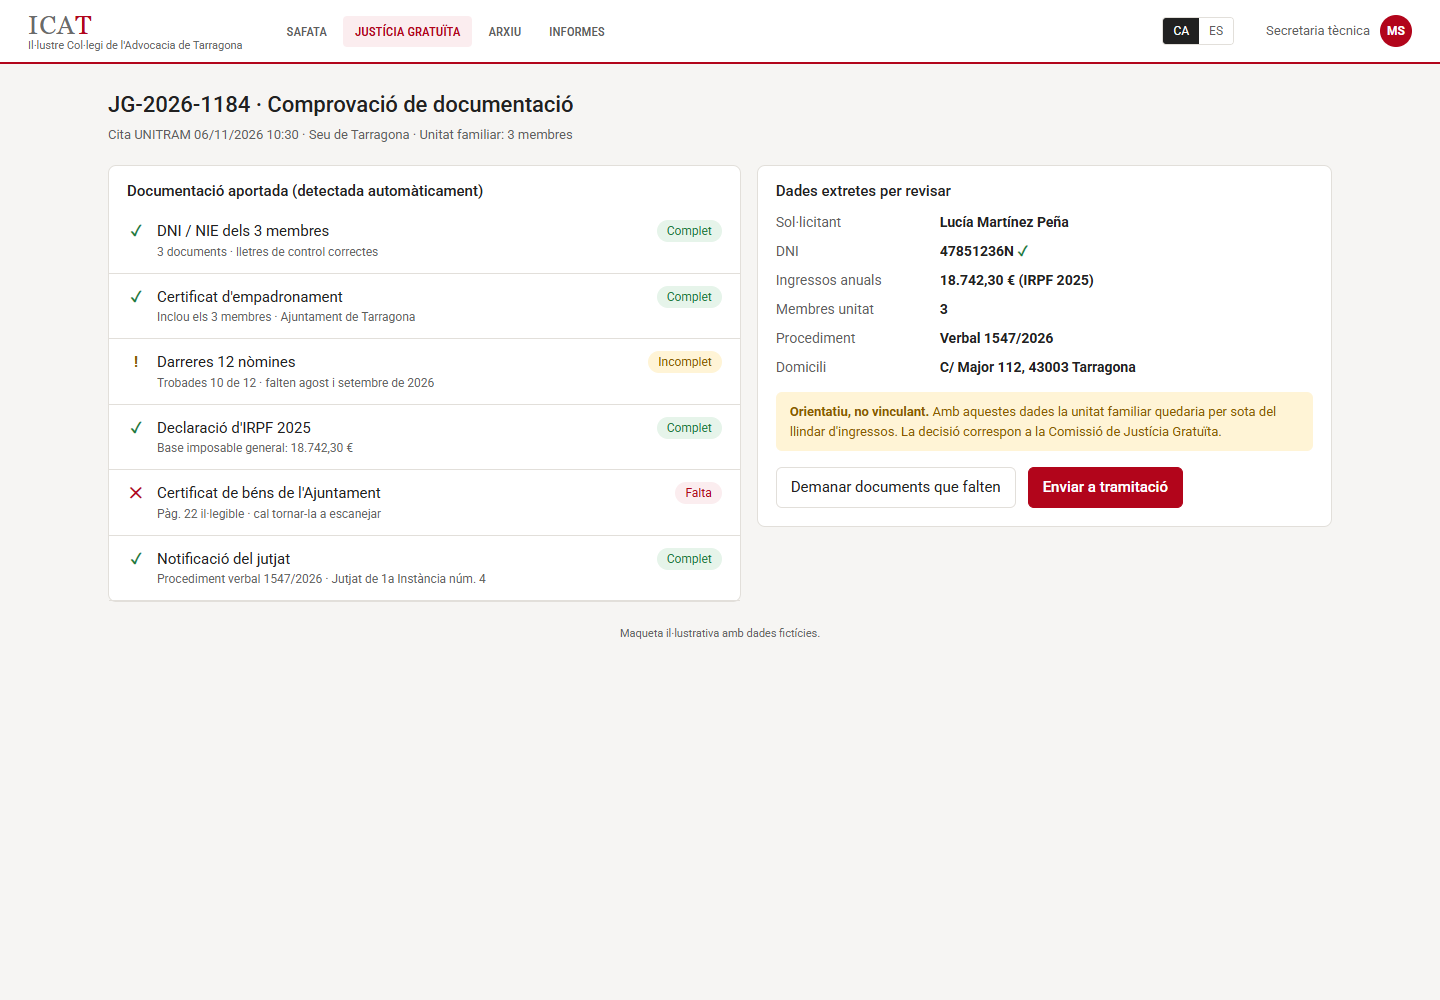 ICAT
Il·lustre Col·legi de l'Advocacia de Tarragona
SAFATA
JUSTÍCIA GRATUÏTA
ARXIU
INFORMES
CA
ES
Secretaria tècnica
MS
JG-2026-1184 · Comprovació de documentació
Cita UNITRAM 06/11/2026 10:30 · Seu de Tarragona · Unitat familiar: 3 membres
Documentació aportada (detectada automàticament)
✓ DNI / NIE dels 3 membres Complet
3 documents · lletres de control correctes
✓ Certificat d'empadronament Complet
Inclou els 3 membres · Ajuntament de Tarragona
! Darreres 12 nòmines Incomplet
Trobades 10 de 12 · falten agost i setembre de 2026
✓ Declaració d'IRPF 2025 Complet
Base imposable general: 18.742,30 €
✕ Certificat de béns de l'Ajuntament Falta
Pàg. 22 il·legible · cal tornar-la a escanejar
✓ Notificació del jutjat Complet
Procediment verbal 1547/2026 · Jutjat de 1a Instància núm. 4
Dades extretes per revisar
Sol·licitant Lucía Martínez Peña
DNI 47851236N ✓
Ingressos anuals 18.742,30 € (IRPF 2025)
Membres unitat 3
Procediment Verbal 1547/2026
Domicili C/ Major 112, 43003 Tarragona
Orientatiu, no vinculant. Amb aquestes dades la unitat familiar quedaria per sota del
llindar d'ingressos. La decisió correspon a la Comissió de Justícia Gratuïta.
Demanar documents que falten
Enviar a tramitació
Maqueta il·lustrativa amb dades fictícies.